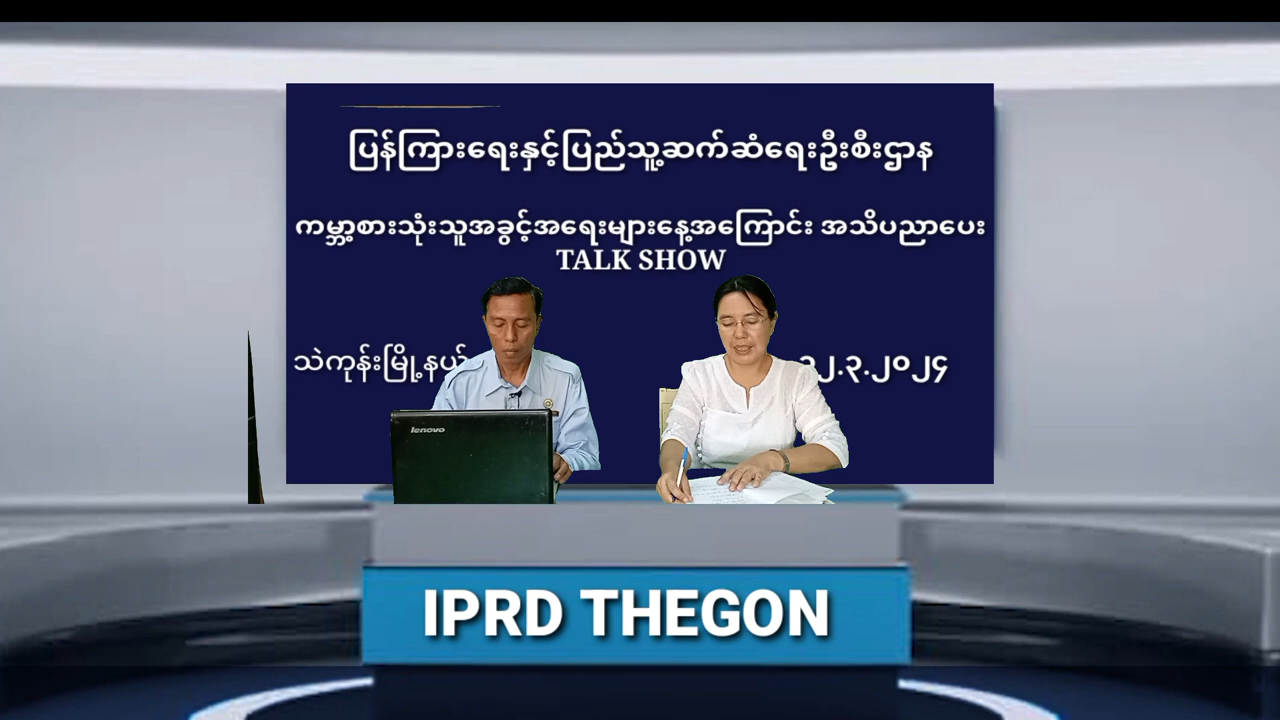 ပြန်ကြားရေးနှင့်ပြည်သူ့ဆက်ဆံရေးဦးစီးဌာန
ကမ္ဘာ့စားသုံးသူအခွင့်အရေးများနေ့အကြောင်း အသိပညာပေး
TALK SHOW
သဲကုန်းမြို့နယ်
.၃.၂၀၂၄
lenovo
IPRD THEGON